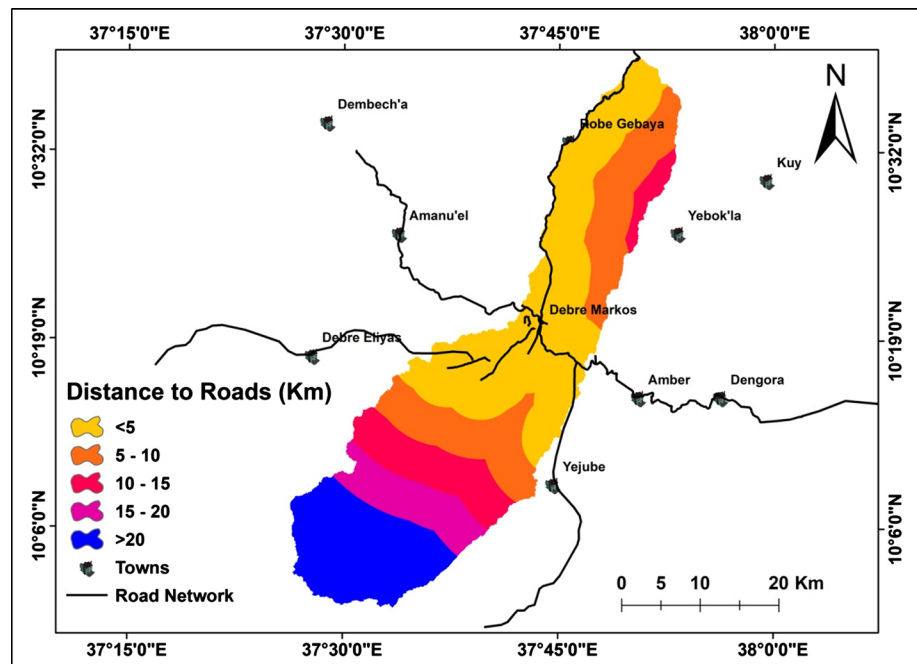 37°15'0"E 37°30'0"E 37°45'0"E 38°0'0"E
N
Dembech'a
Robe Gebaya
10°32'0"N
10°32'0"N
Kuy
Amanu'el
Yebok'la
Debre Markos
10°19'0"N
10°19'0"N
Debre Eliyas
Distance to Roads (Km)
Amber
Dengora
<5
5 - 10
10 - 15
Yejube
15 - 20
10°6'0"N
10°6'0"N
>20
Towns
0 5 10 20 Km
Road Network
37°15'0"E 37°30'0"E 37°45'0"E 38°0'0"E